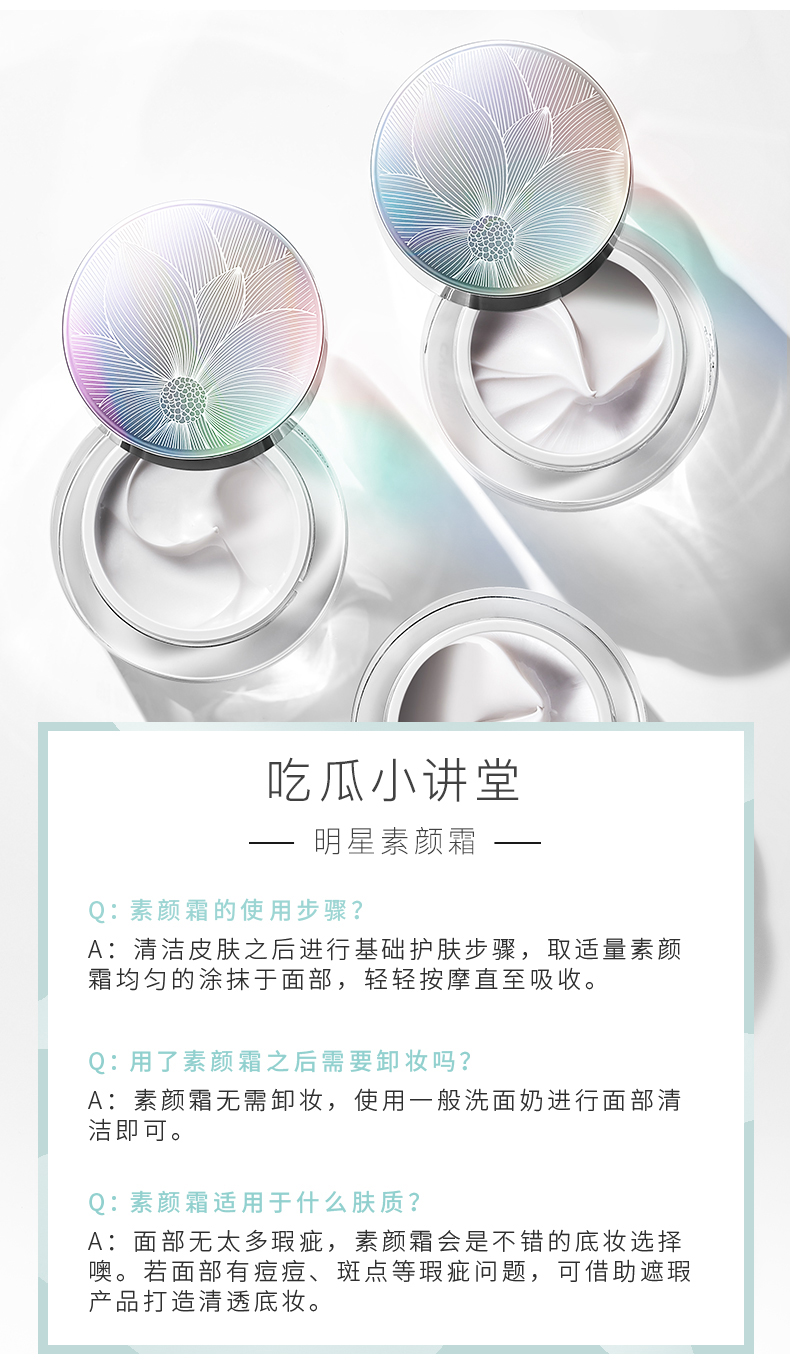 吃瓜小讲堂
明星素颜霜
Q: 素颜霜的使用步骤?
A: 清洁皮肤之后进行基础护肤步骤，取适量素颜
霜均匀的涂抹于面部，轻轻按摩直至吸收。
Q: 用了素颜霜之后需要卸妆吗?
A: 素颜霜无需卸妆，使用一般洗面奶进行面部清
洁即可。
Q: 素颜霜适用于什么肤质?
A: 面部无太多瑕疵，素颜霜会是不错的底妆选择
噢。若面部有痘痘、斑点等瑕疵问题，可借助遮瑕
产品打造清透底妆。